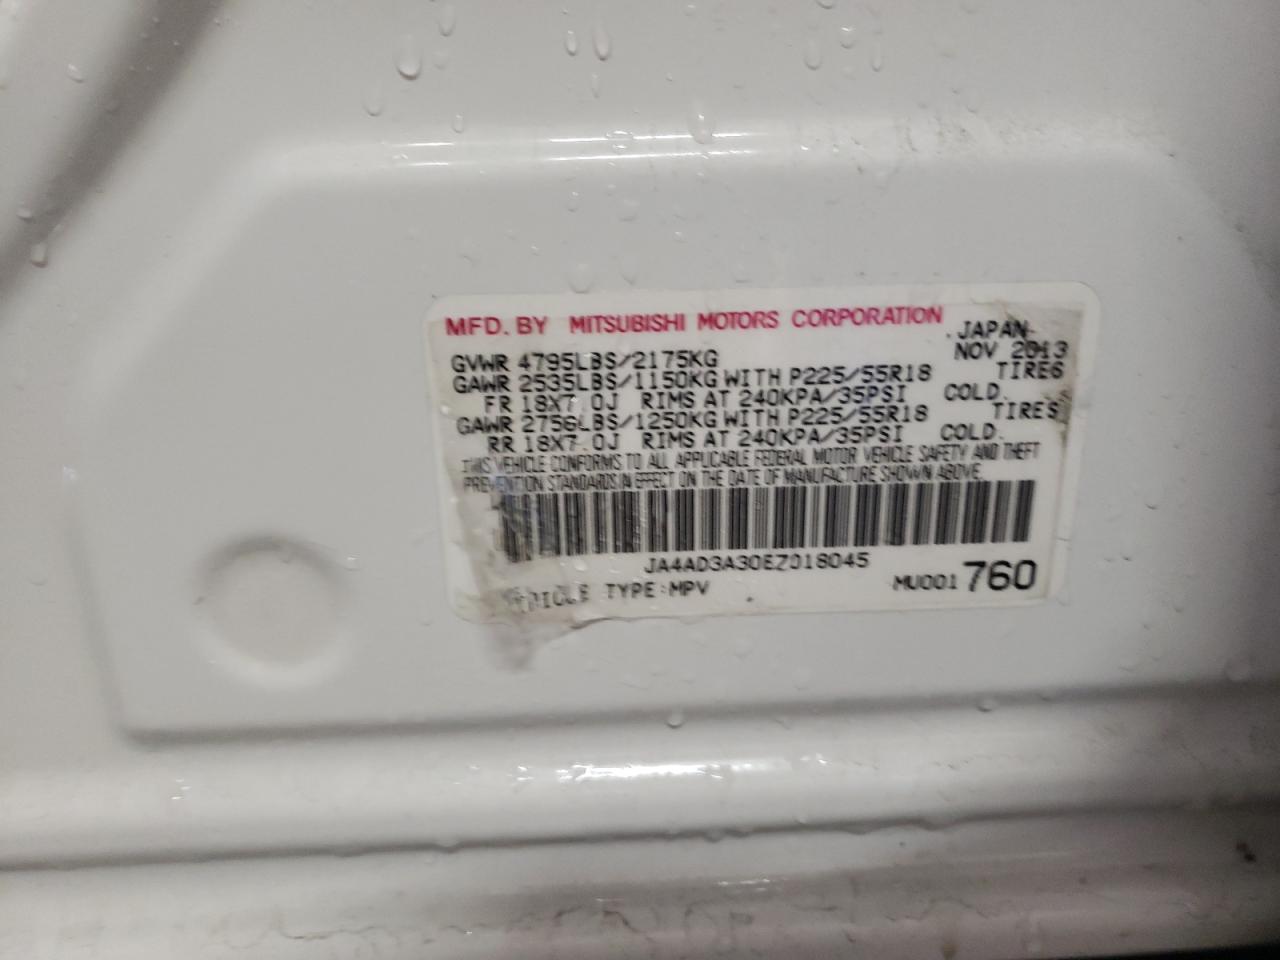 MFD. BY MITSUBISHI MOTORS CORPORATION JAPAN
GVWR 4795LBS/2175KG NOV 2013
GAWR 2535LBS/1150KG WITH P225/55R18 TIRES
FR 18X7.0J RIMS AT 240KPA/35PSI COLD.
GAWR 2756LBS/1250KG WITH P225/55R18 TIRES
RR 18X7.0J RIMS AT 240KPA/35PSI COLD.
THIS VEHICLE CONFORMS TO ALL APPLICABLE FEDERAL MOTOR VEHICLE SAFETY AND THEFT
PREVENTION STANDARDS IN EFFECT ON THE DATE OF MANUFACTURE SHOWN ABOVE.
JA4AD3A30EZ018045
VEHICLE TYPE:MPV MU001760